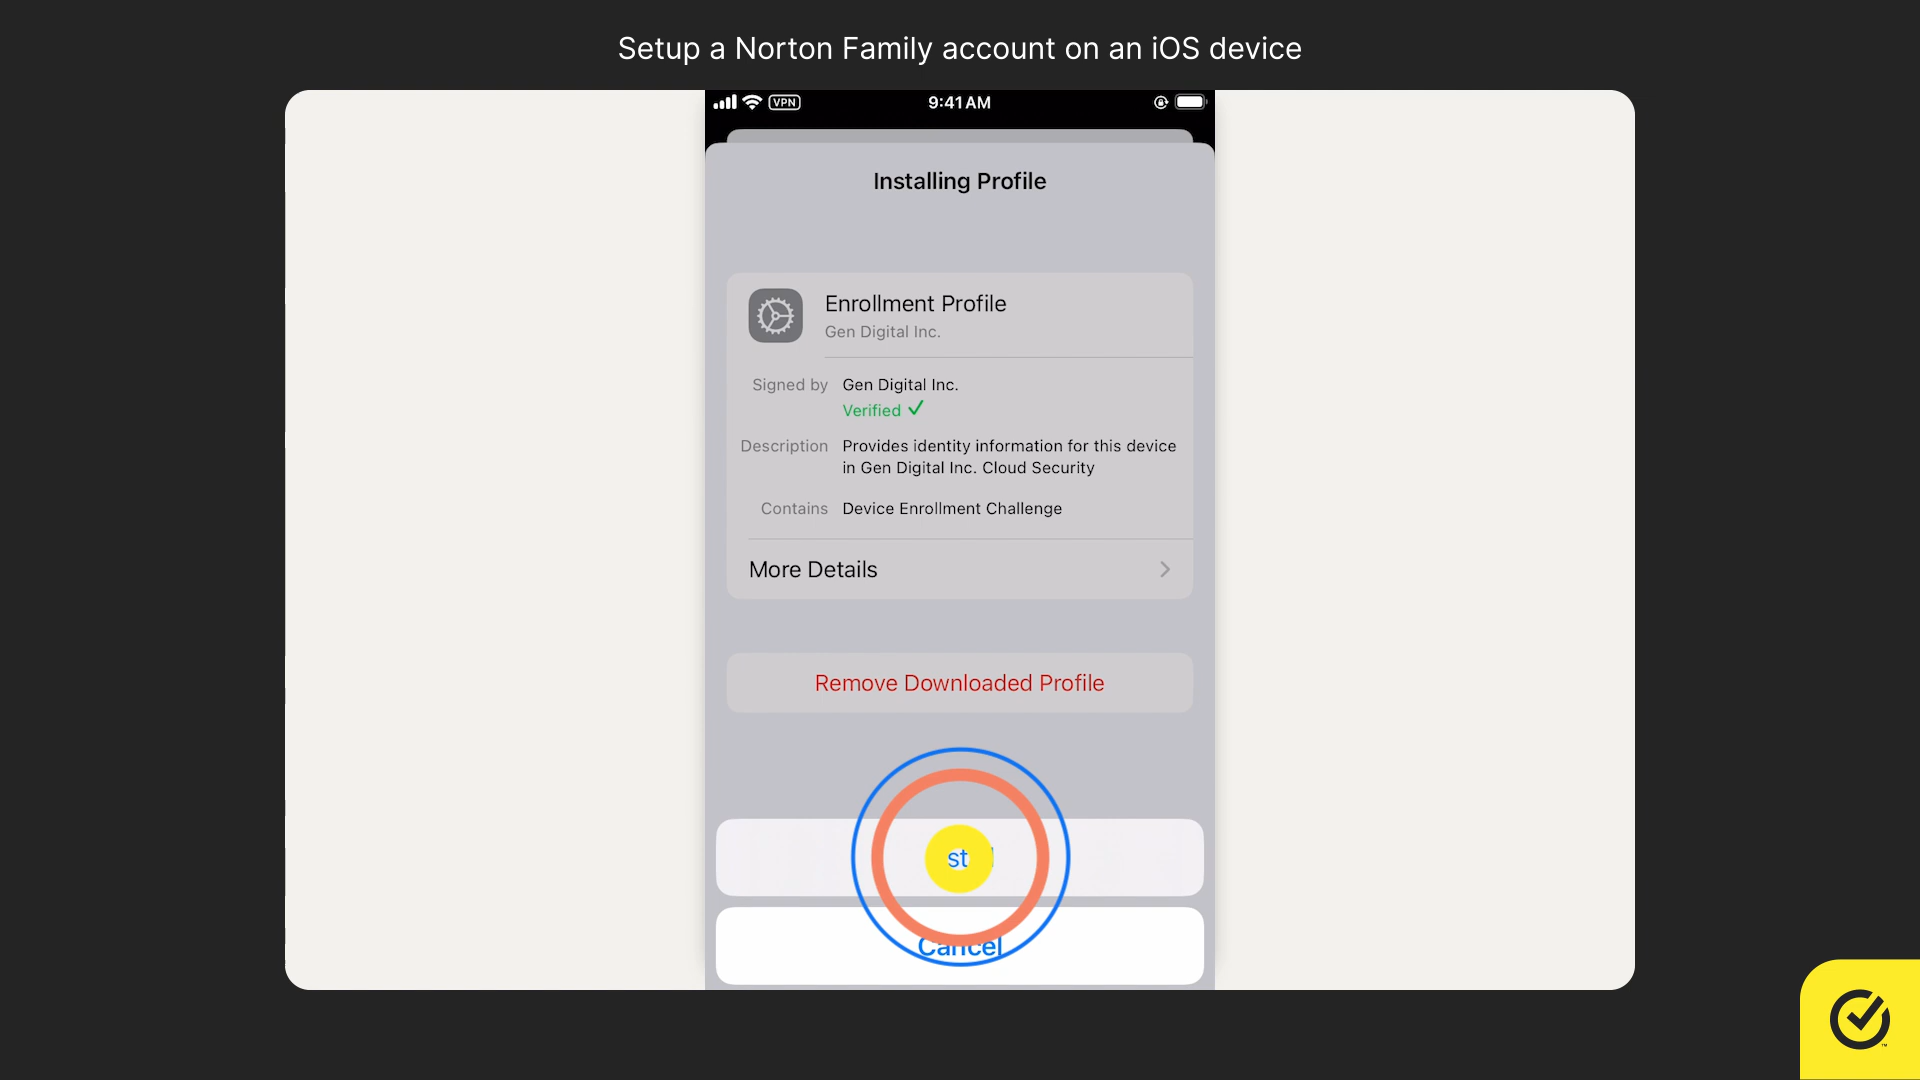 Setup a Norton Family account on an iOS device
VPN
9:41 AM
Installing Profile
Enrollment Profile
Gen Digital Inc.
Signed by Gen Digital Inc.
Verified
Description Provides identity information for this device
in Gen Digital Inc. Cloud Security
Contains Device Enrollment Challenge
More Details
Remove Downloaded Profile
Cancel